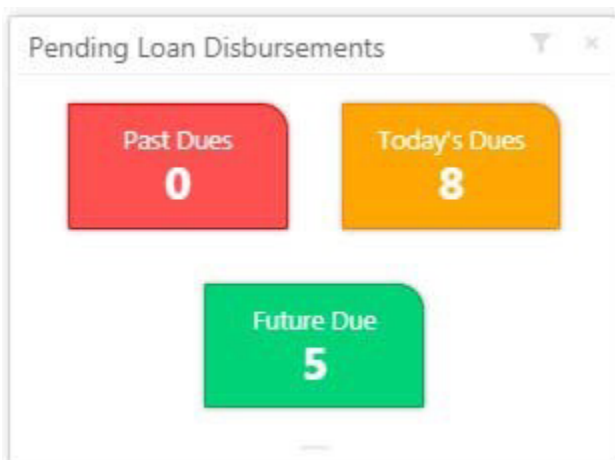 Pending Loan Disbursements
Past Dues
0
Today's Dues
8
Future Due
5